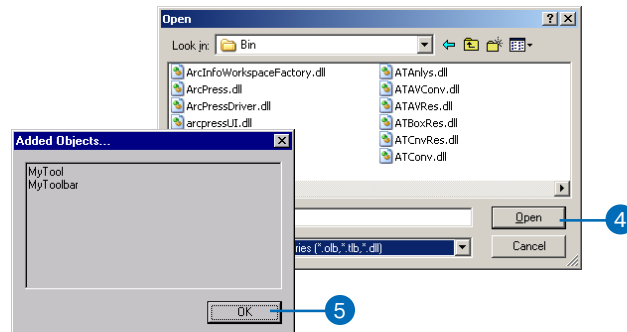 Open
Look in: Bin
ArcInfoWorkspaceFactory.dll
ArcPress.dll
ArcPressDriver.dll
arcpressUI.dll
ATAnlys.dll
ATAVConv.dll
ATAVRes.dll
ATBoxRes.dll
ATCnvRes.dll
ATConv.dll
Open
4
ries (*.olb,*.tlb,*.dll)
Cancel
Added Objects...
MyTool
MyToolbar
OK
5